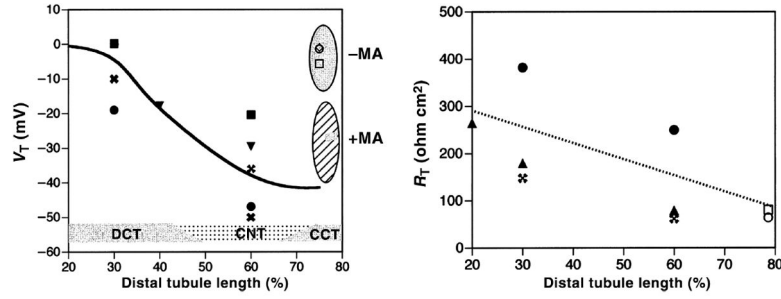 10
0
–10
–20
–30
–40
–50
–60
V_T (mV)
–MA
+MA
DCT
CNT
CCT
20 30 40 50 60 70 80
Distal tubule length (%)
500
400
300
200
100
0
R_T (ohm cm2)
20 30 40 50 60 70 80
Distal tubule length (%)